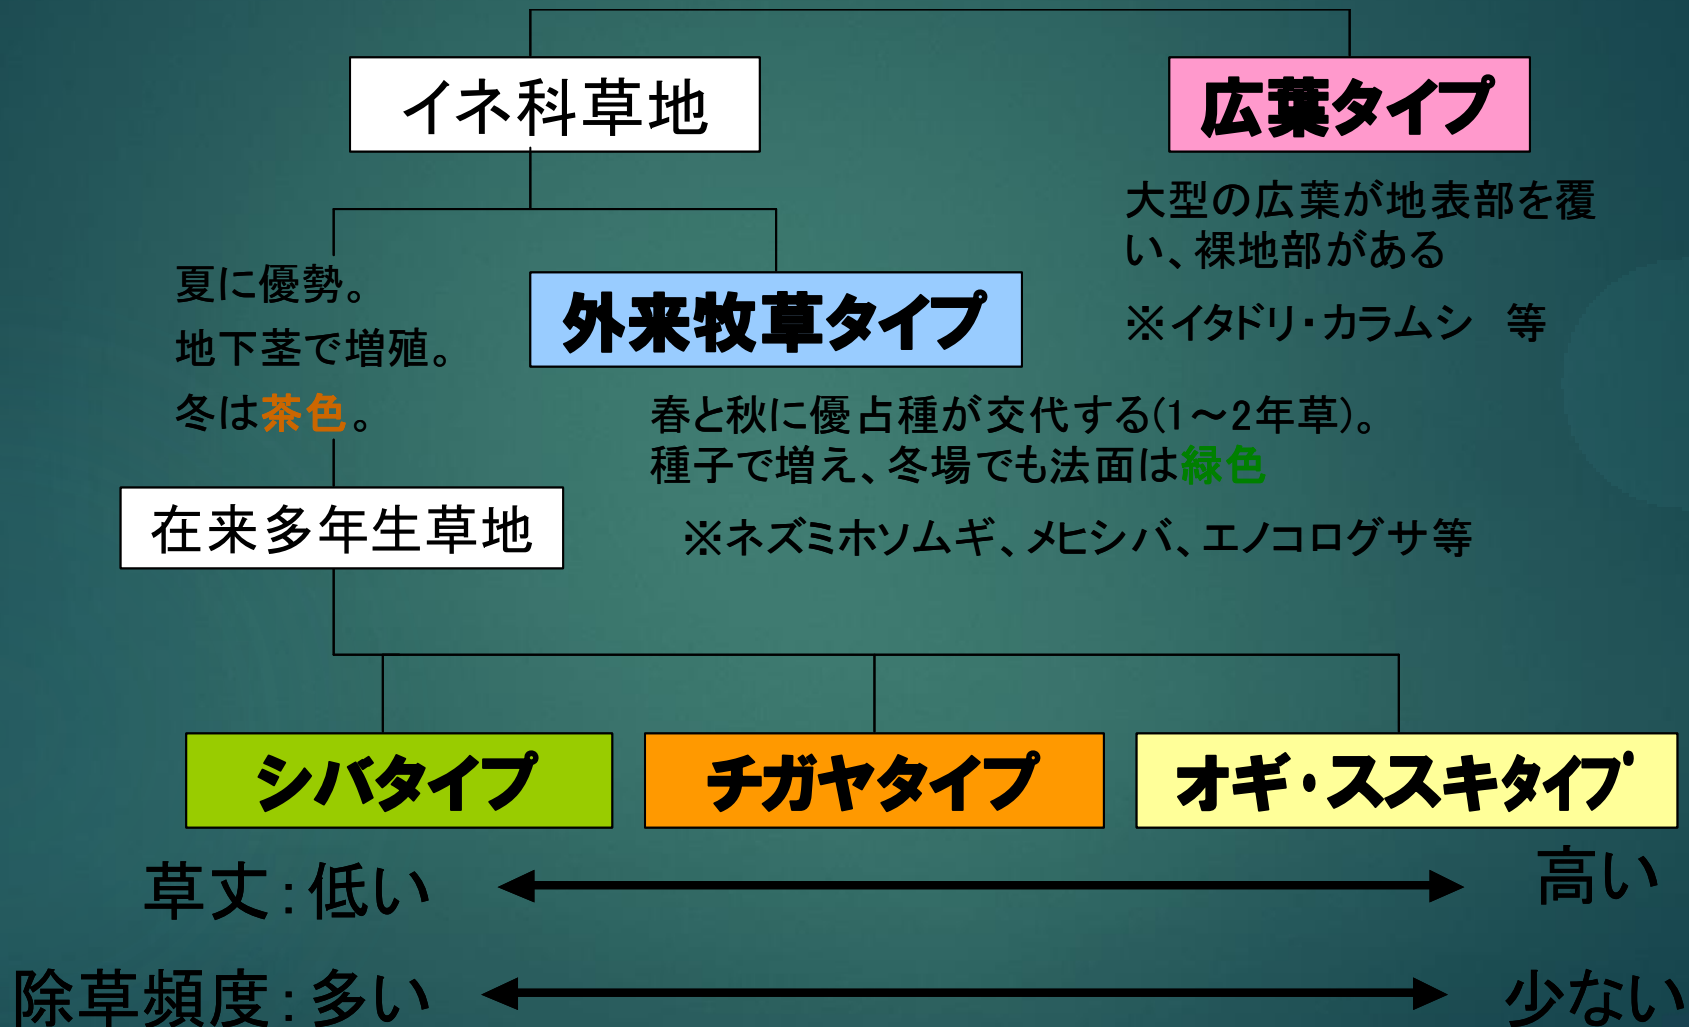 イネ科草地
広葉タイプ
大型の広葉が地表部を覆
い、裸地部がある
※イタドリ・カラムシ 等
夏に優勢。
地下茎で増殖。
冬は茶色。
外来牧草タイプ
春と秋に優占種が交代する(1～2年草)。
種子で増え、冬場でも法面は緑色
※ネズミホソムギ、メヒシバ、エノコログサ等
在来多年生草地
シバタイプ
チガヤタイプ
オギ・ススキタイプ
草丈：低い
高い
除草頻度：多い
少ない